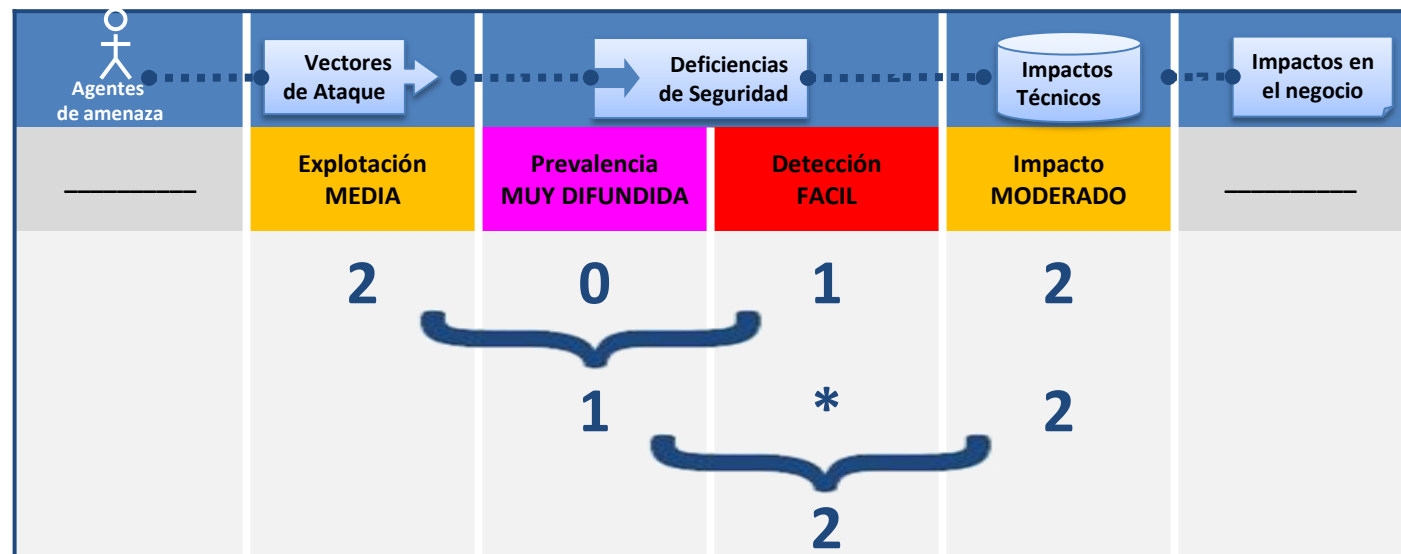 Agentes
de amenaza
Vectores
de Ataque
Deficiencias
de Seguridad
Impactos
Técnicos
Impactos en
el negocio
__________
Explotación
MEDIA
Prevalencia
MUY DIFUNDIDA
Detección
FACIL
Impacto
MODERADO
__________
2 0 1 2
1 * 2
2